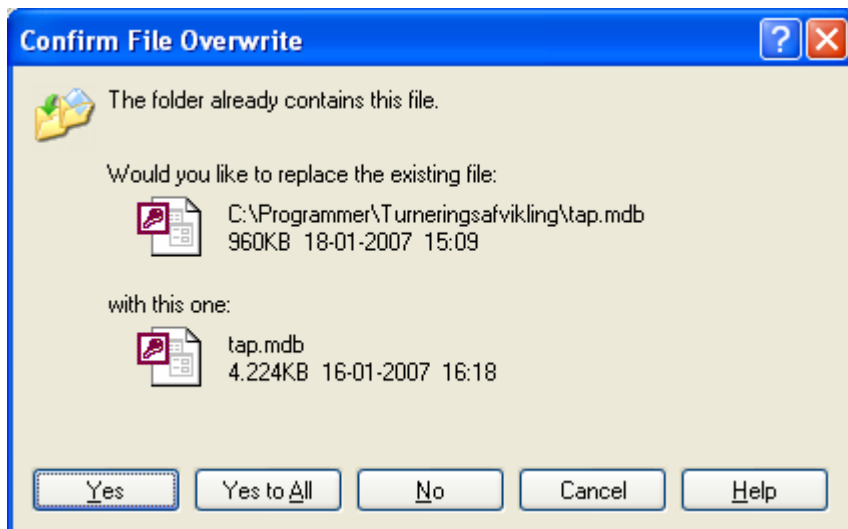 Confirm File Overwrite
The folder already contains this file.
Would you like to replace the existing file:
C:\Programmer\Turneringsafvikling\tap.mdb
960KB 18-01-2007 15:09
with this one:
tap.mdb
4.224KB 16-01-2007 16:18
Yes Yes to All No Cancel Help